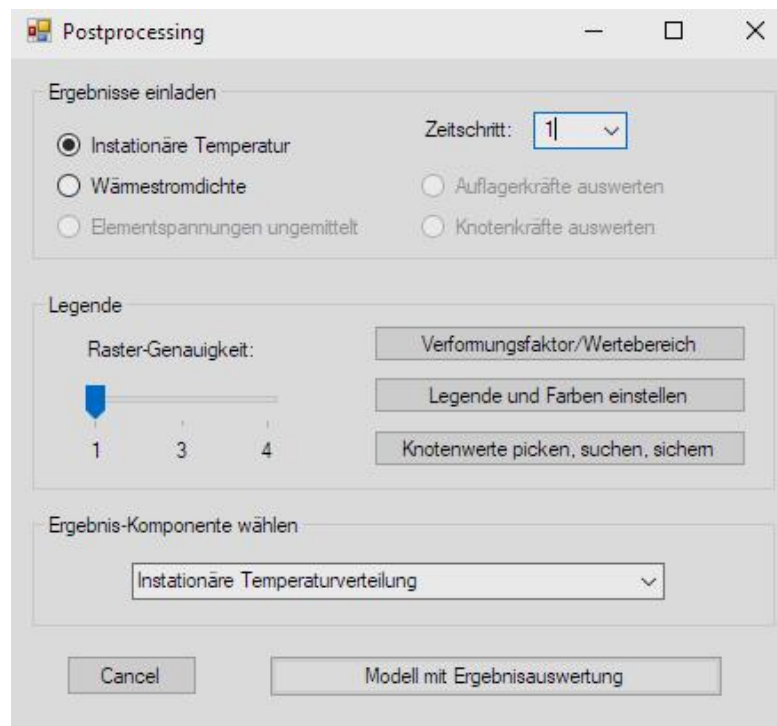 Postprocessing
Ergebnisse einladen
Instationäre Temperatur
Zeitschritt: 1
Wärmestromdichte
Auflagerkräfte auswerten
Elementspannungen ungemittelt
Knotenkräfte auswerten
Legende
Raster-Genauigkeit:
1 3 4
Verformungsfaktor/Wertebereich
Legende und Farben einstellen
Knotenwerte picken, suchen, sichern
Ergebnis-Komponente wählen
Instationäre Temperaturverteilung
Cancel
Modell mit Ergebnisauswertung